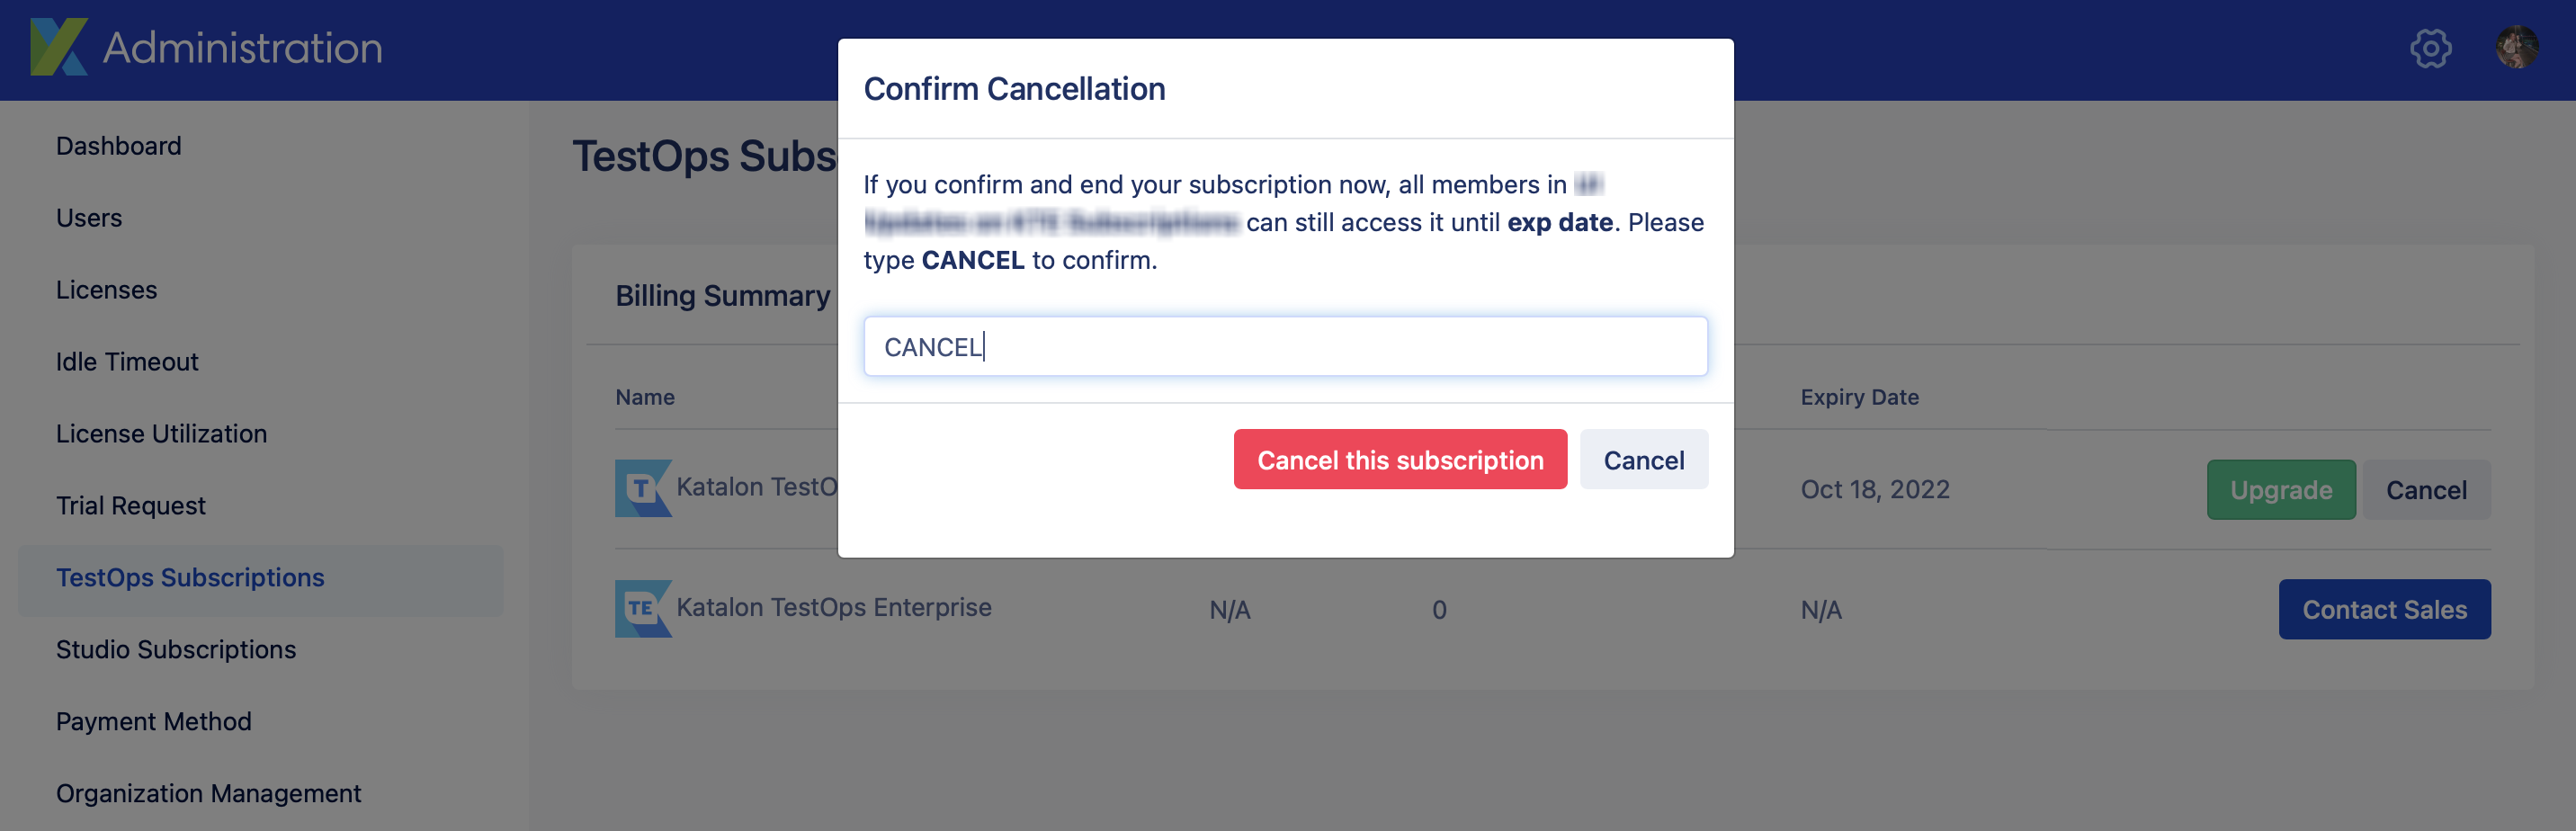 Administration
Dashboard
Users
Licenses
Idle Timeout
License Utilization
Trial Request
TestOps Subscriptions
Studio Subscriptions
Payment Method
Organization Management
TestOps Subs
Billing Summary
Name
Expiry Date
T
Katalon TestO
Oct 18, 2022
Upgrade
Cancel
TE
Katalon TestOps Enterprise
N/A
0
N/A
Contact Sales
Confirm Cancellation
If you confirm and end your subscription now, all members in
can still access it until exp date. Please
type CANCEL to confirm.
CANCEL
Cancel this subscription
Cancel